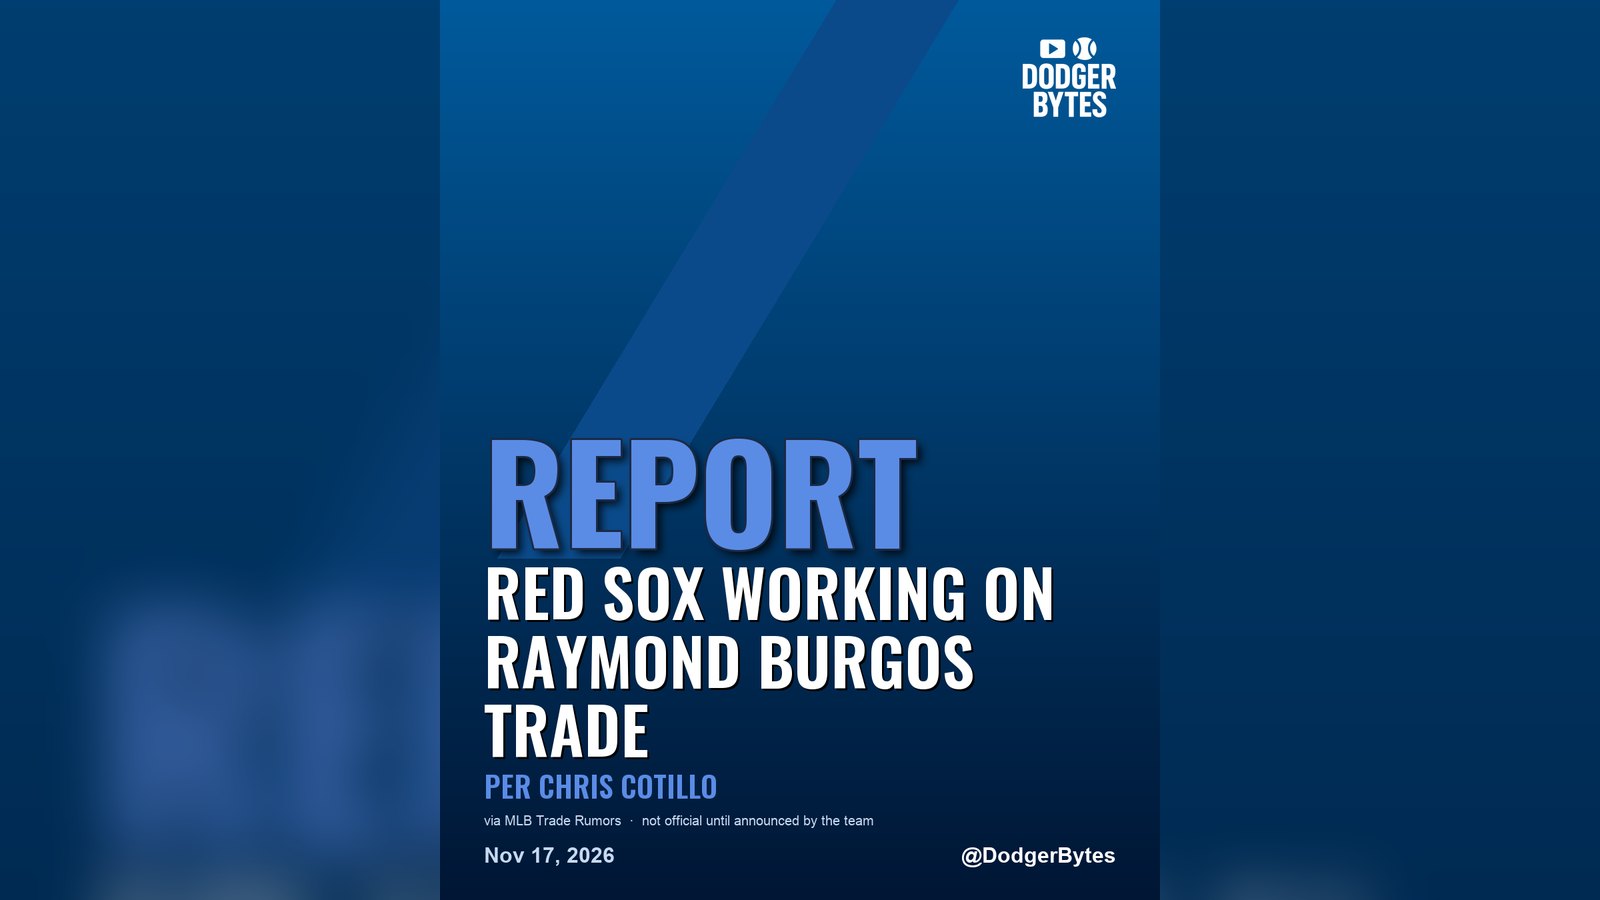 DODGER
BYTES
REPORT
RED SOX WORKING ON
RAYMOND BURGOS
TRADE
PER CHRIS COTILLO
via MLB Trade Rumors · not official until announced by the team
Nov 17, 2026
@DodgerBytes